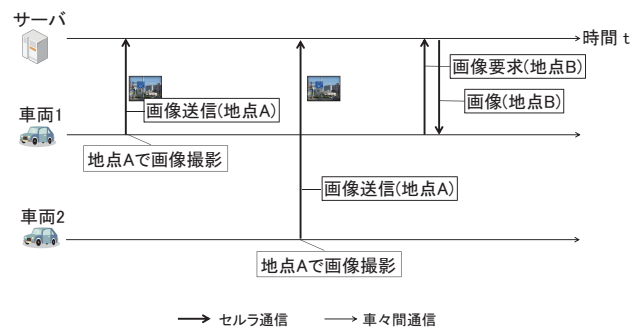 サーバ
時間 t
画像要求(地点B)
画像送信(地点A)
画像(地点B)
車両1
地点Aで画像撮影
画像送信(地点A)
車両2
地点Aで画像撮影
セルラ通信
車々間通信